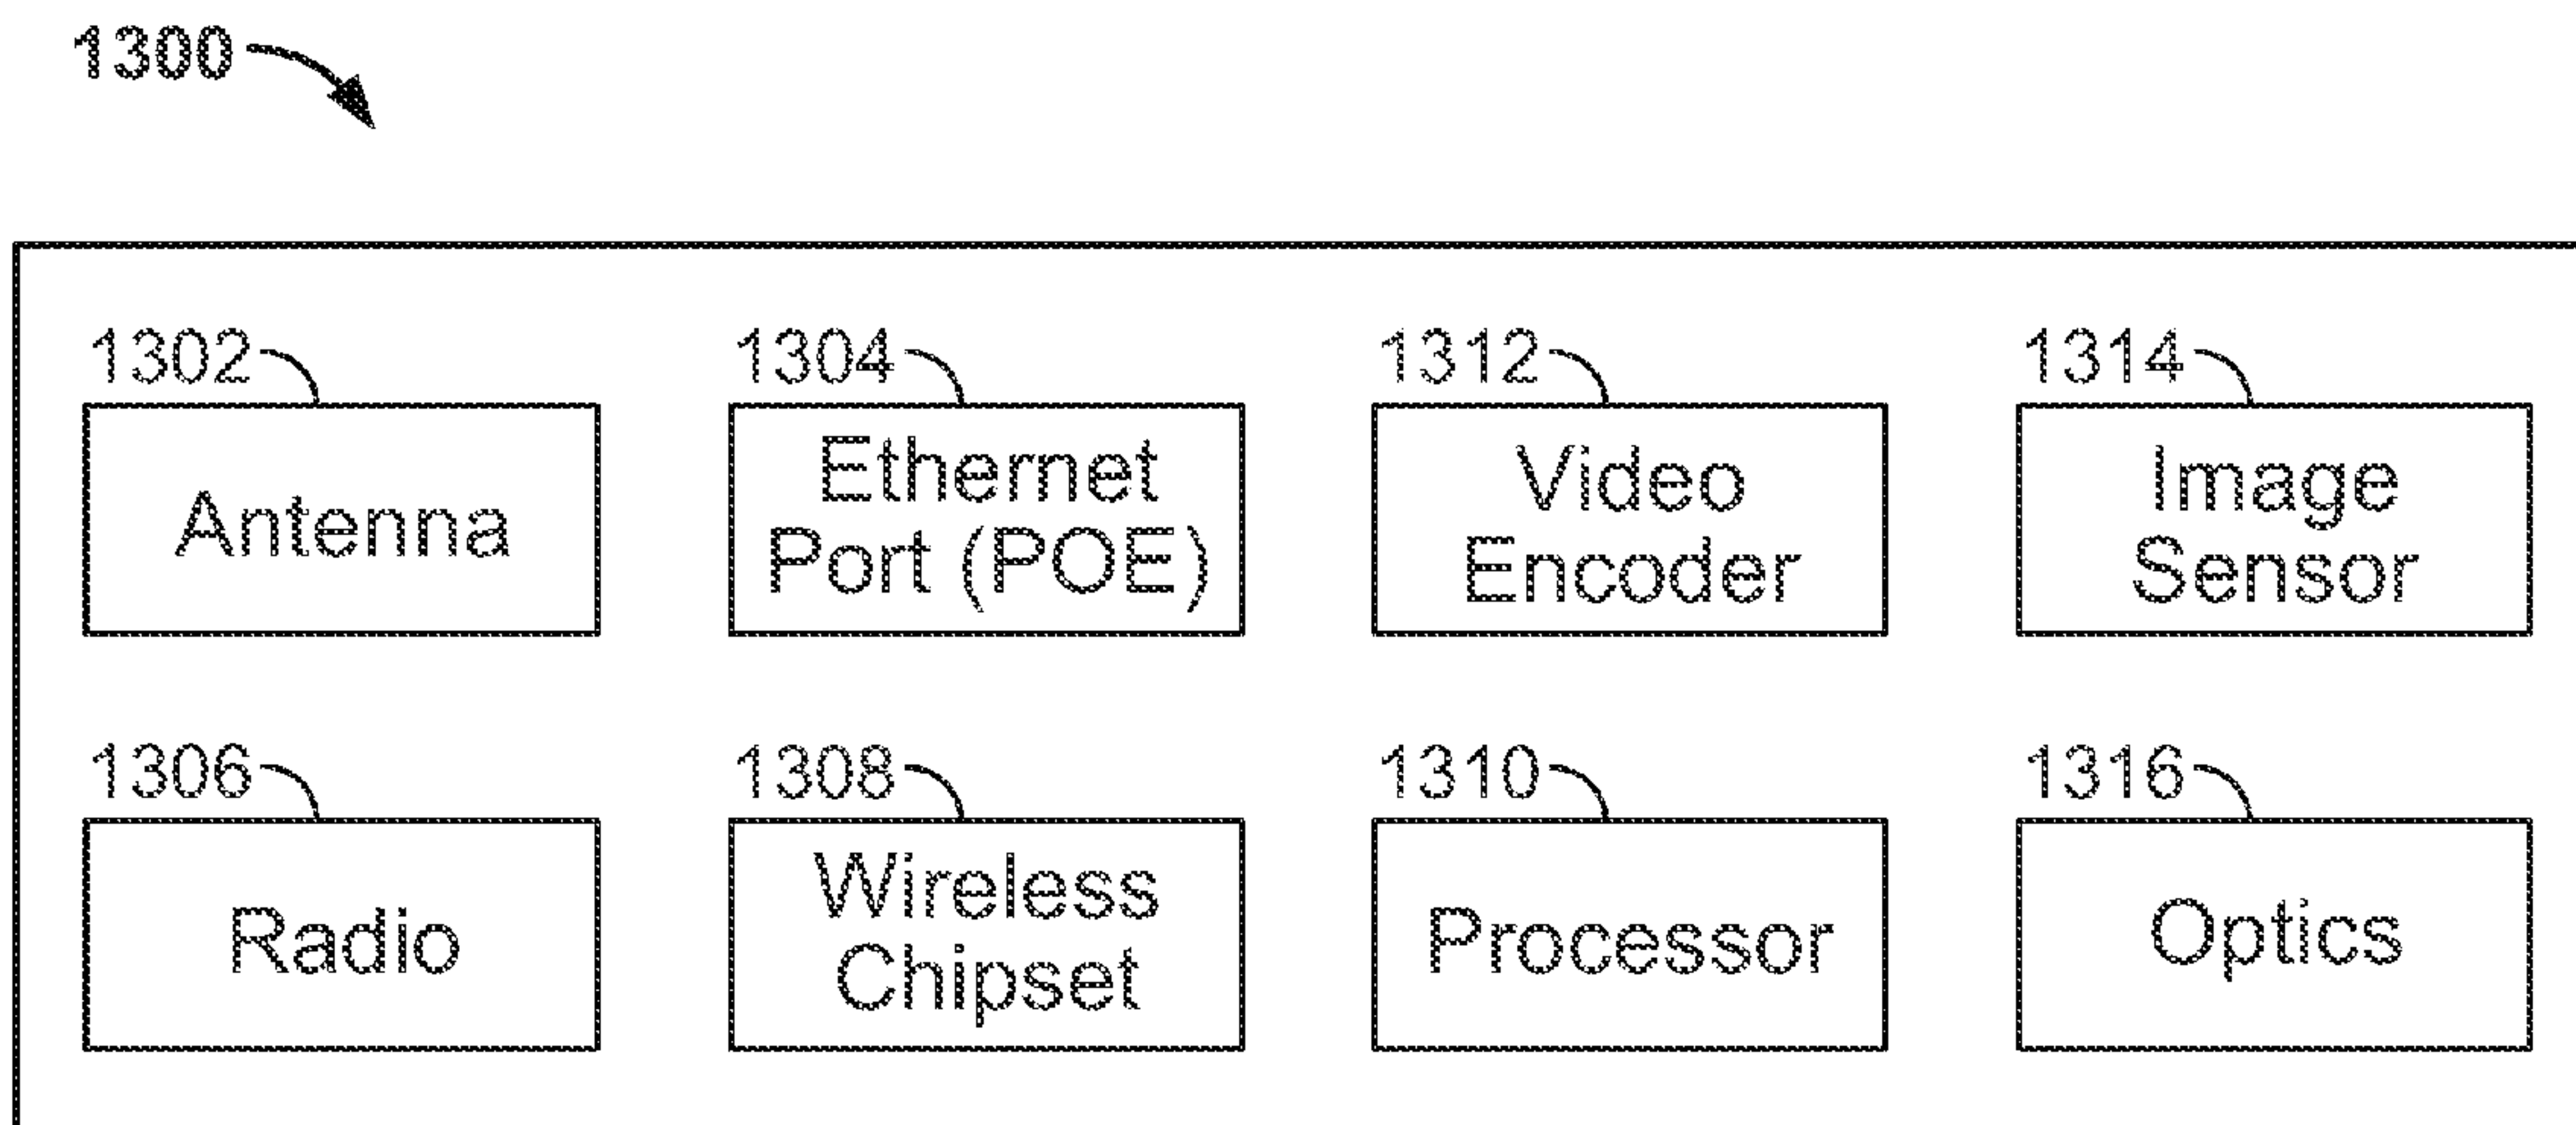 1300
1302 1304 1312 1314
Antenna
Ethernet
Port (POE)
Video
Encoder
Image
Sensor
1306 1308 1310 1316
Radio
Wireless
Chipset
Processor
Optics